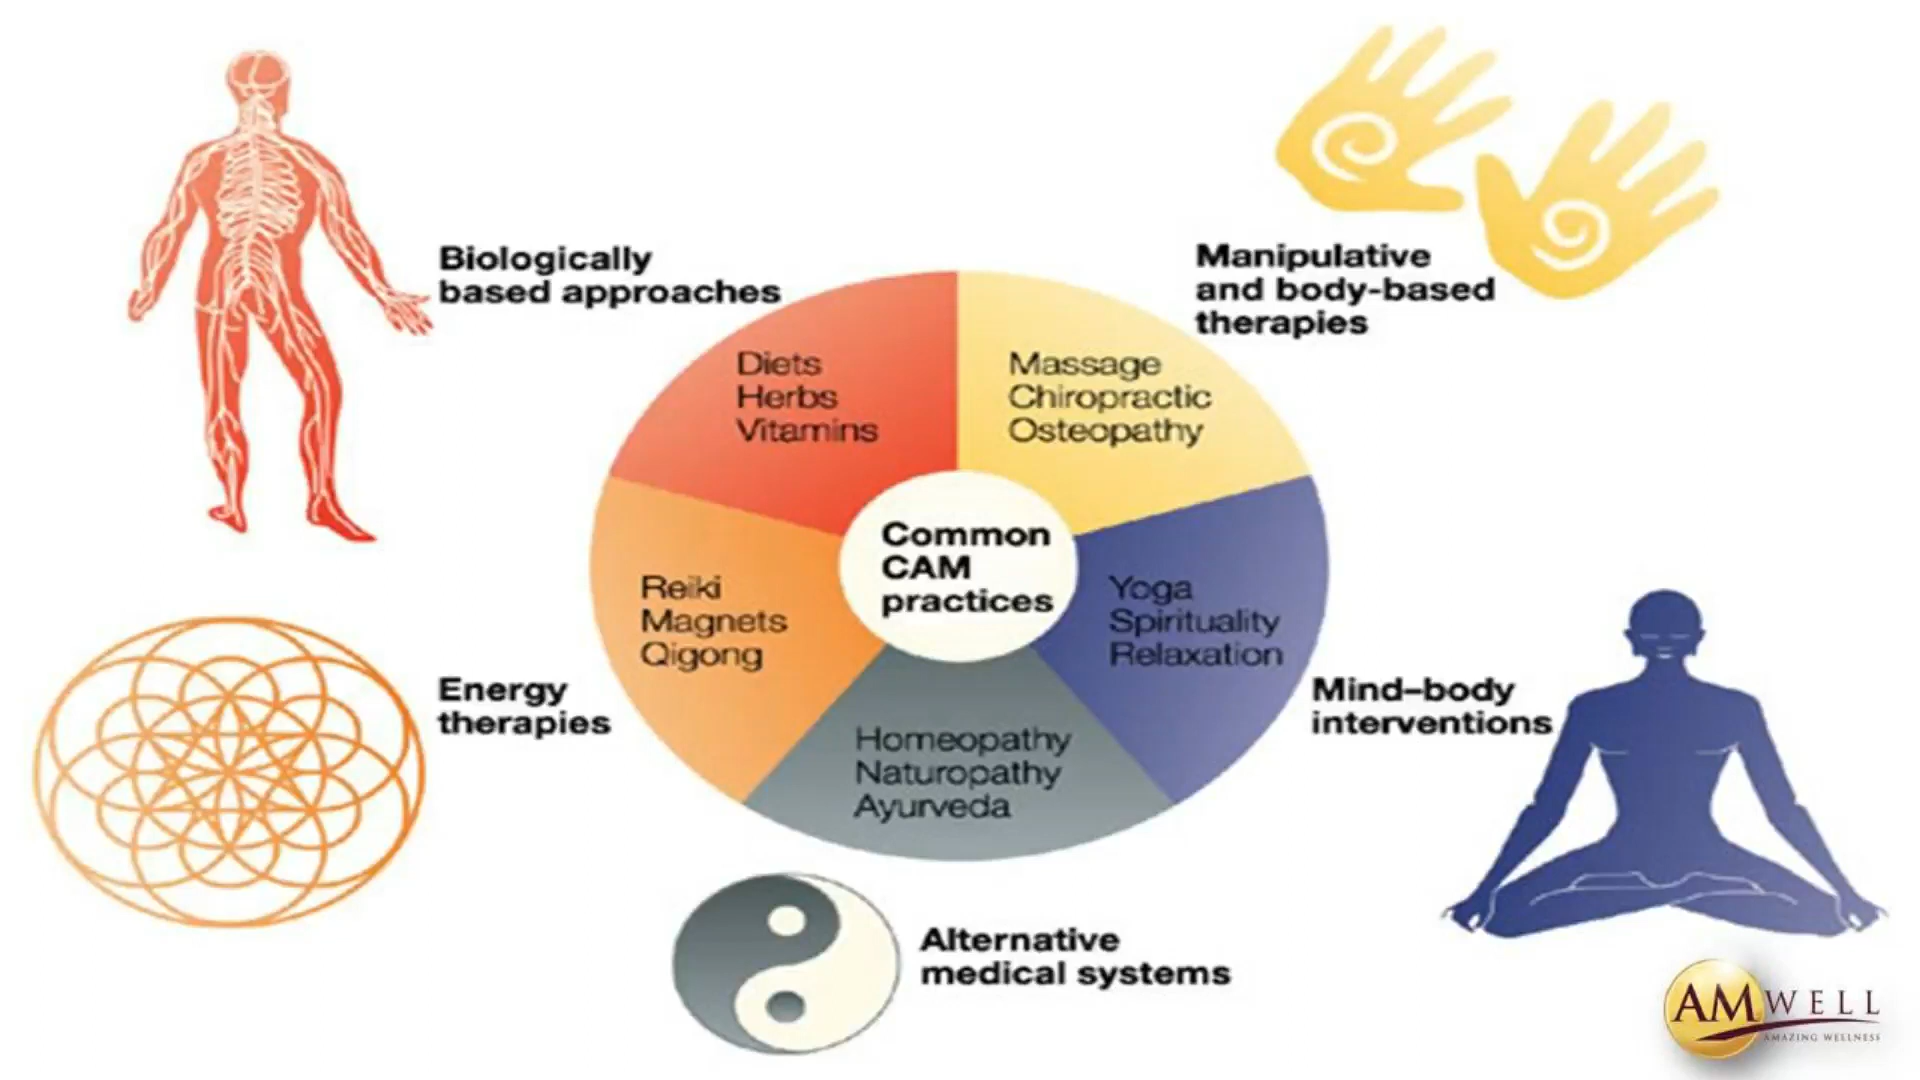 Biologically
based approaches
Manipulative
and body-based
therapies
Diets
Herbs
Vitamins
Massage
Chiropractic
Osteopathy
Common
CAM
practices
Reiki
Magnets
Qigong
Yoga
Spirituality
Relaxation
Energy
therapies
Mind–body
interventions
Homeopathy
Naturopathy
Ayurveda
Alternative
medical systems
AMWELL
AMAZING WELLNESS